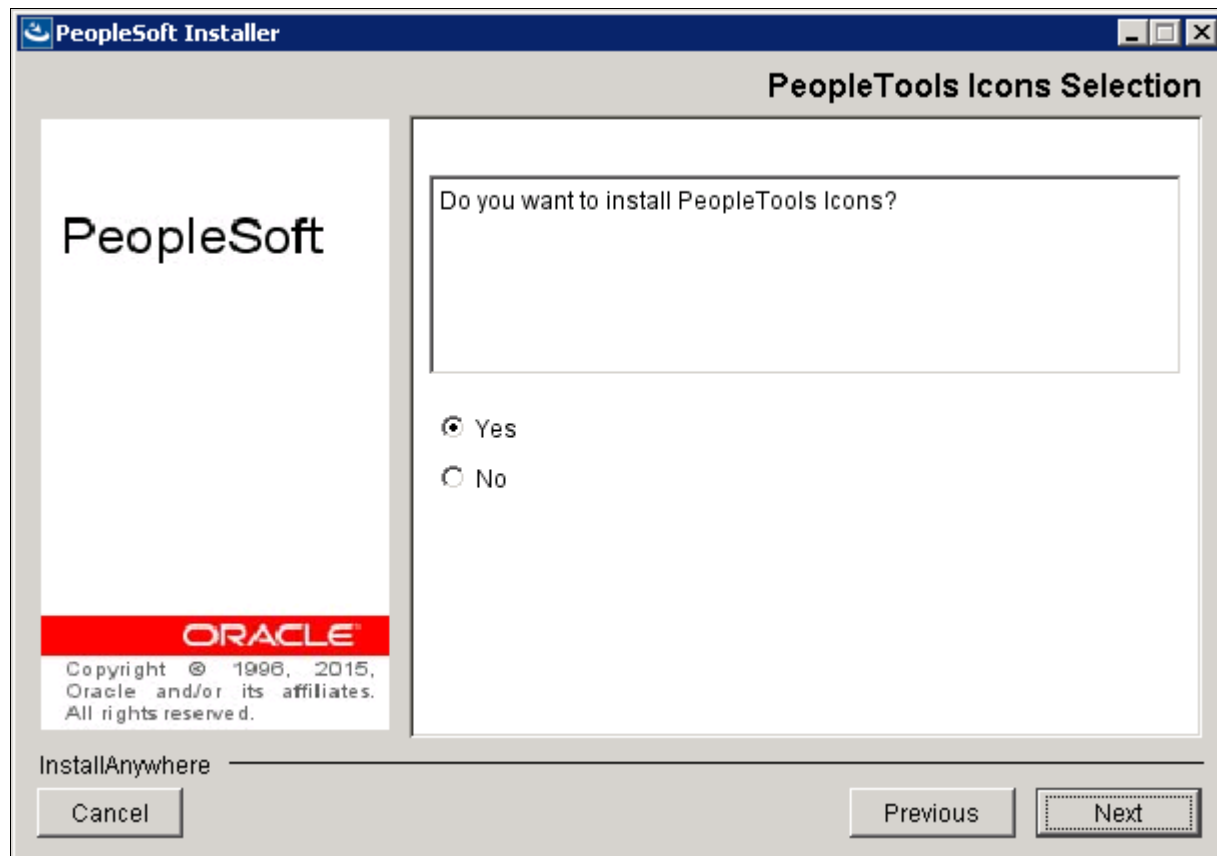 PeopleSoft Installer
PeopleTools Icons Selection
PeopleSoft
Do you want to install PeopleTools Icons?
Yes
No
ORACLE
Copyright © 1996, 2015,
Oracle and/or its affiliates.
All rights reserved.
InstallAnywhere
Cancel
Previous
Next